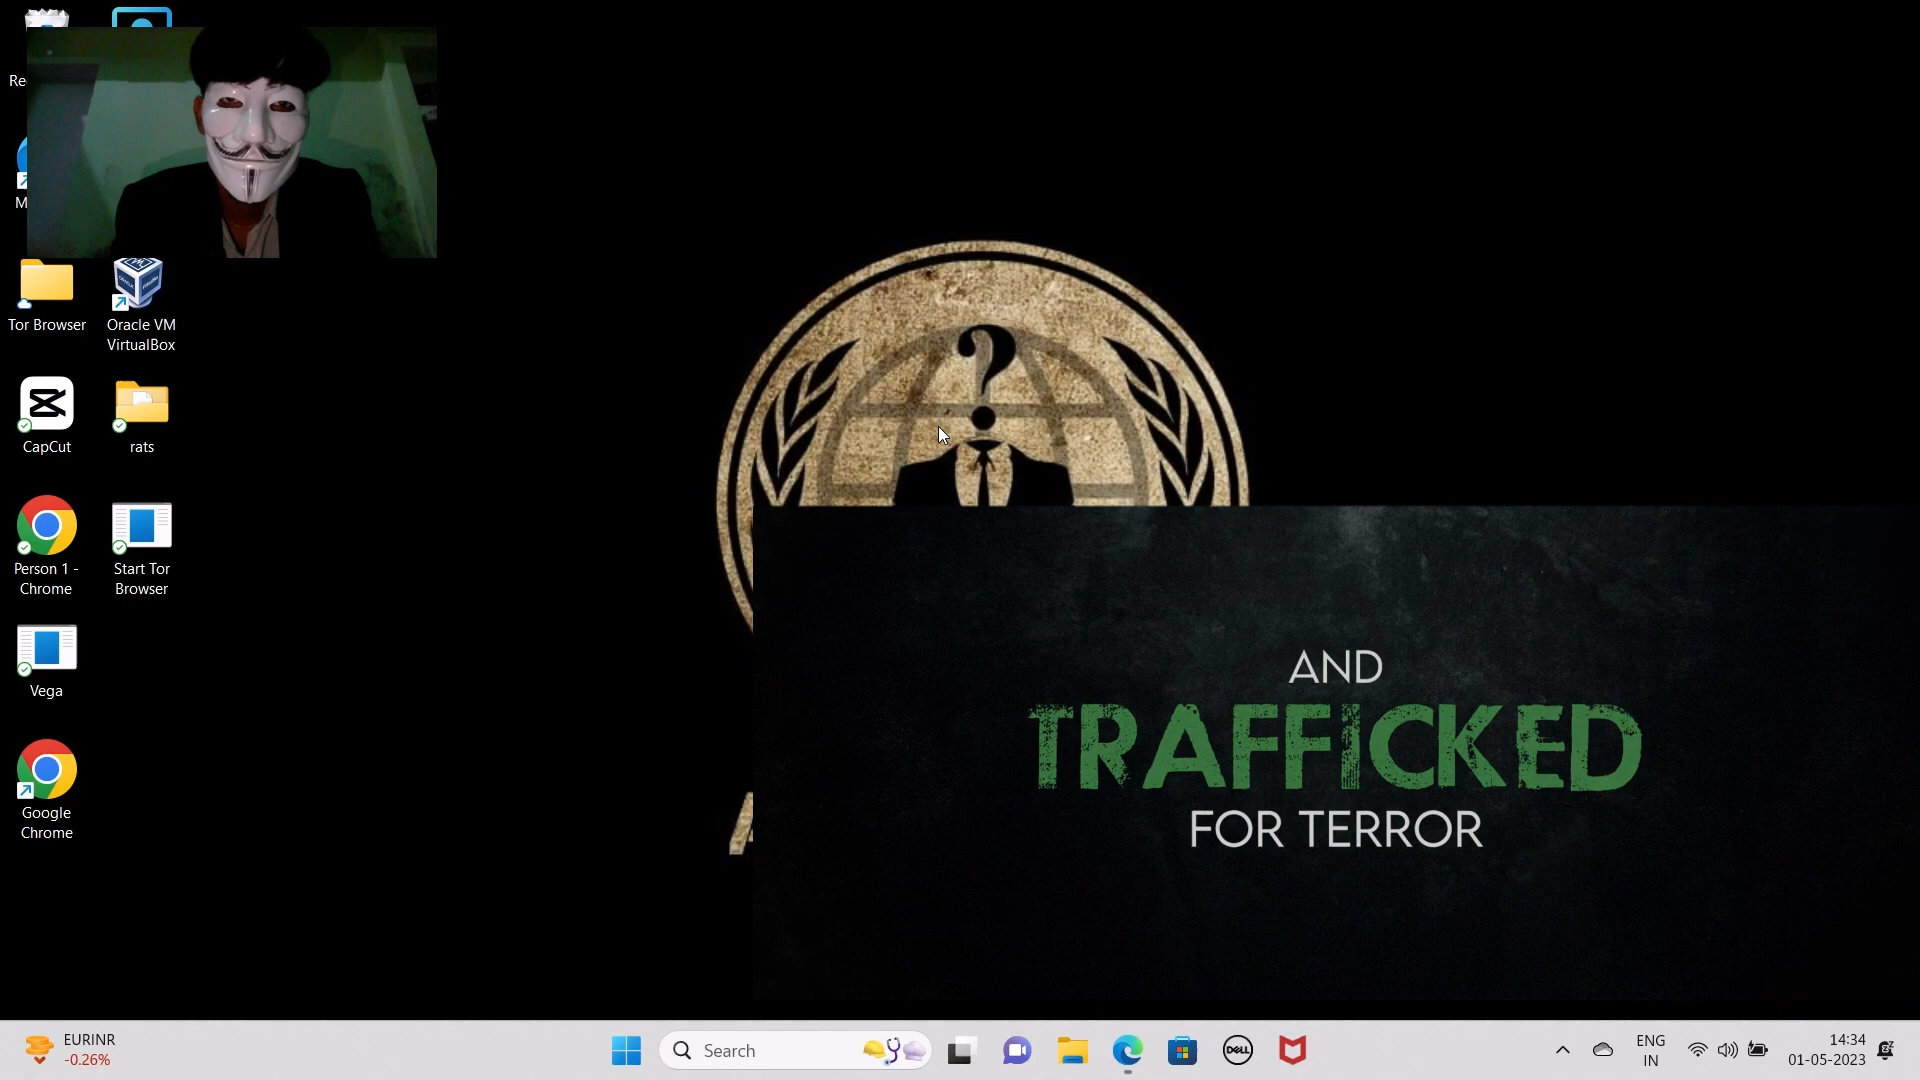 Re
M
Tor Browser
Oracle VM
VirtualBox
CapCut
rats
Person 1 -
Chrome
Start Tor
Browser
Vega
Google
Chrome
AND
TRAFFICKED
FOR TERROR
EURINR
-0.26%
Search
DELL
ENG
IN
14:34
01-05-2023